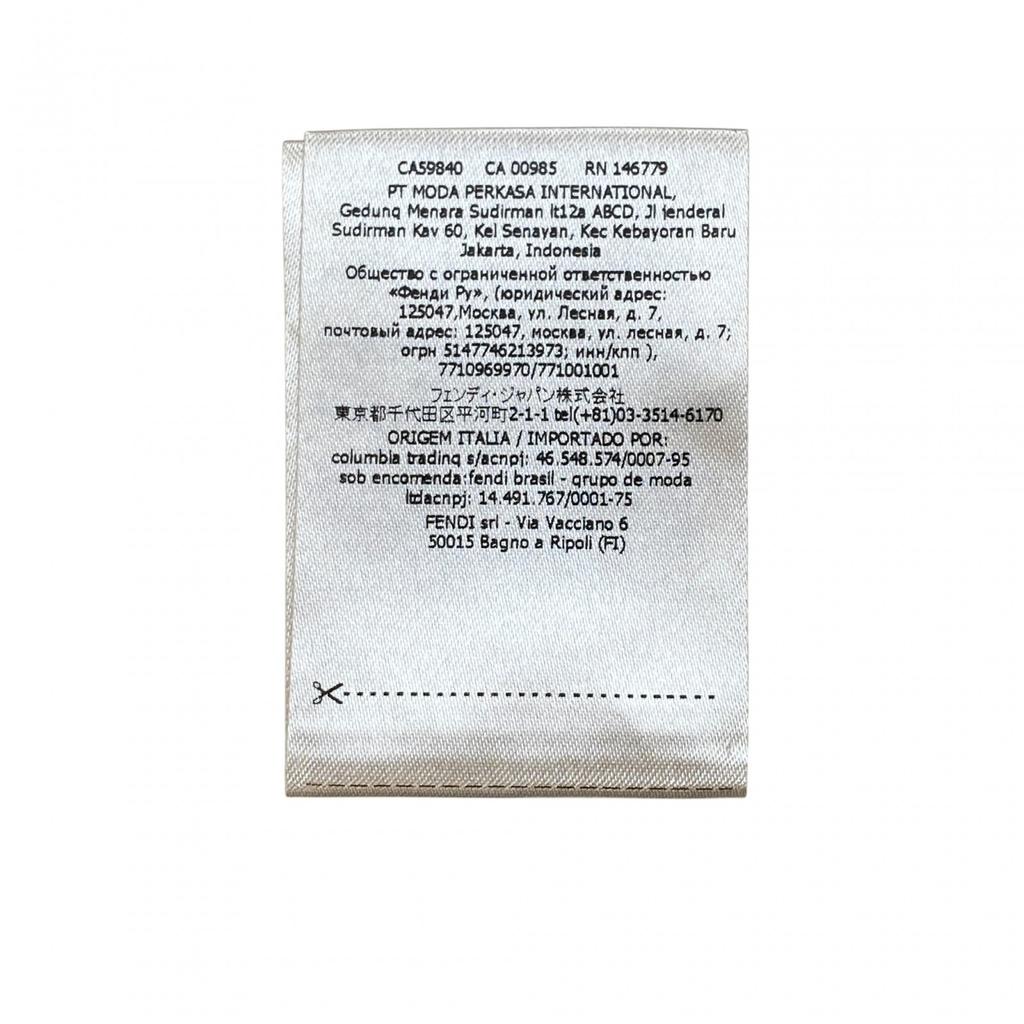 CA59840 CA 00985 RN 146779
PT MODA PERKASA INTERNATIONAL,
Gedung Menara Sudirman lt12a ABCD, Jl jenderal
Sudirman Kav 60, Kel Senayan, Kec Kebayoran Baru
Jakarta, Indonesia
Общество с ограниченной ответственностью
«Фенди Ру», (юридический адрес:
125047,Москва, ул. Лесная, д. 7,
почтовый адрес: 125047, москва, ул. лесная, д. 7;
огрн 5147746213973; инн/кпп ),
7710969970/771001001
フェンディ・ジャパン株式会社
東京都千代田区平河町2-1-1 tel(+81)03-3514-6170
ORIGEM ITALIA / IMPORTADO POR:
columbia trading s/acnpj: 46.548.574/0007-95
sob encomenda:fendi brasil - grupo de moda
ltdacnpj: 14.491.767/0001-75
FENDI srl - Via Vacciano 6
50015 Bagno a Ripoli (FI)